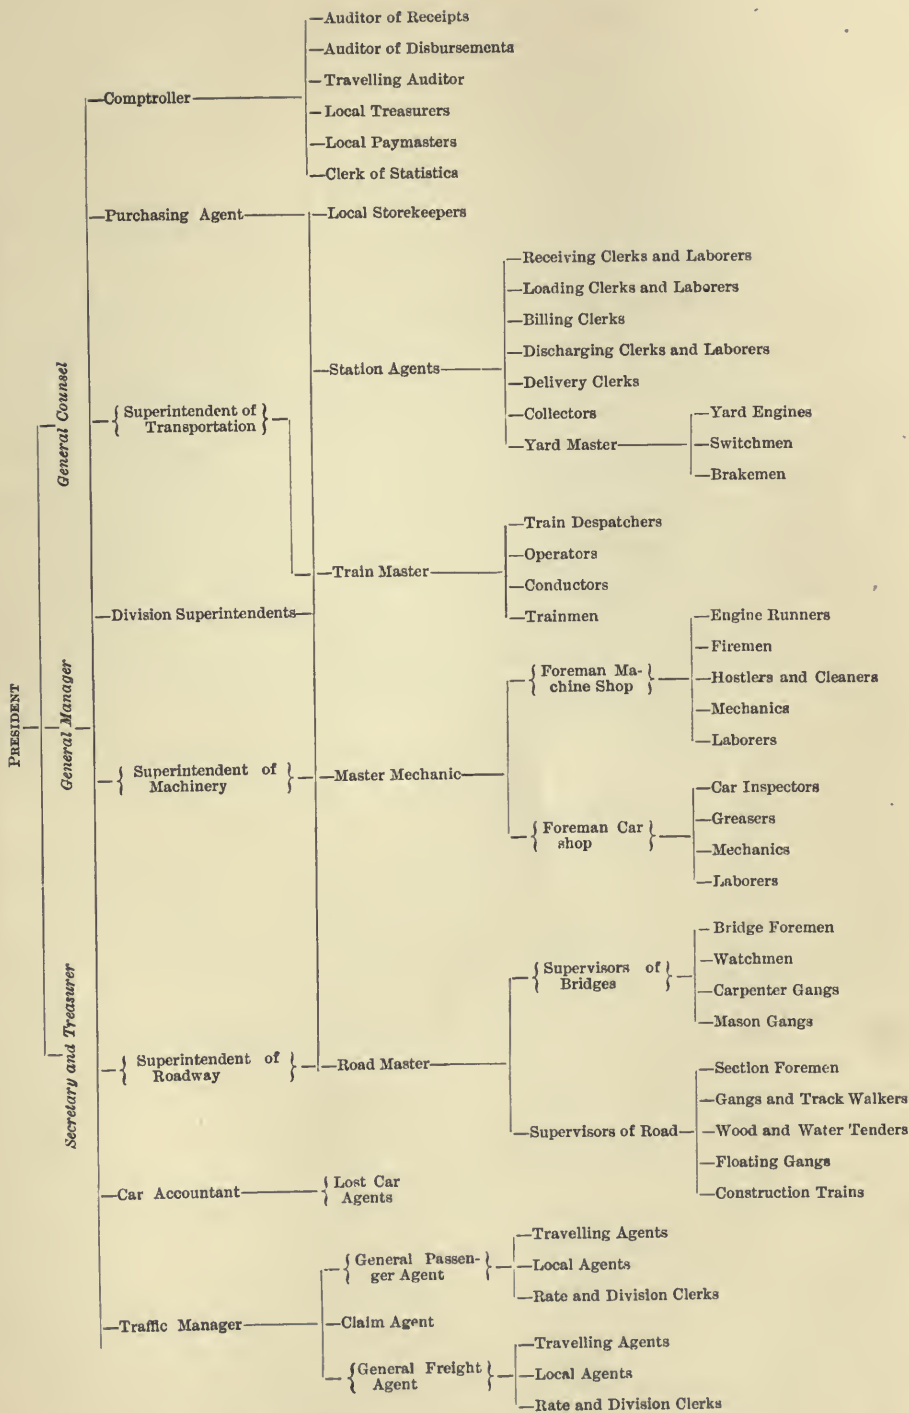 PRESIDENT
General Counsel
General Manager
Secretary and Treasurer
Comptroller
Auditor of Receipts
Auditor of Disbursements
Travelling Auditor
Local Treasurers
Local Paymasters
Clerk of Statistics
Purchasing Agent
Local Storekeepers
Superintendent of
Transportation
Station Agents
Receiving Clerks and Laborers
Loading Clerks and Laborers
Billing Clerks
Discharging Clerks and Laborers
Delivery Clerks
Collectors
Yard Master
Yard Engines
Switchmen
Brakemen
Train Master
Train Despatchers
Operators
Conductors
Trainmen
Division Superintendents
Superintendent of
Machinery
Master Mechanic
Foreman Ma-
chine Shop
Engine Runners
Firemen
Hostlers and Cleaners
Mechanics
Laborers
Foreman Car
shop
Car Inspectors
Greasers
Mechanics
Laborers
Superintendent of
Roadway
Road Master
Supervisors of
Bridges
Bridge Foremen
Watchmen
Carpenter Gangs
Mason Gangs
Supervisors of Road
Section Foremen
Gangs and Track Walkers
Wood and Water Tenders
Floating Gangs
Construction Trains
Car Accountant
Lost Car
Agents
Traffic Manager
General Passen-
ger Agent
Travelling Agents
Local Agents
Rate and Division Clerks
Claim Agent
General Freight
Agent
Travelling Agents
Local Agents
Rate and Division Clerks